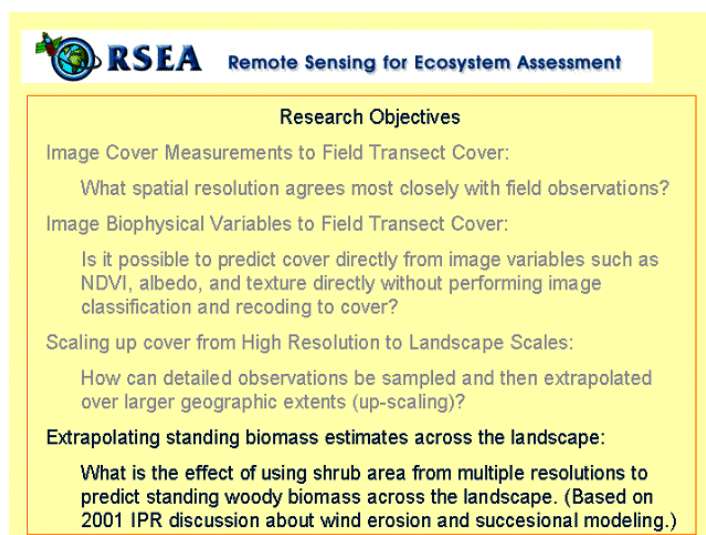 RSEA Remote Sensing for Ecosystem Assessment
Research Objectives
Image Cover Measurements to Field Transect Cover:
What spatial resolution agrees most closely with field observations?
Image Biophysical Variables to Field Transect Cover:
Is it possible to predict cover directly from image variables such as
NDVI, albedo, and texture directly without performing image
classification and recoding to cover?
Scaling up cover from High Resolution to Landscape Scales:
How can detailed observations be sampled and then extrapolated
over larger geographic extents (up-scaling)?
Extrapolating standing biomass estimates across the landscape:
What is the effect of using shrub area from multiple resolutions to
predict standing woody biomass across the landscape. (Based on
2001 IPR discussion about wind erosion and succesional modeling.)